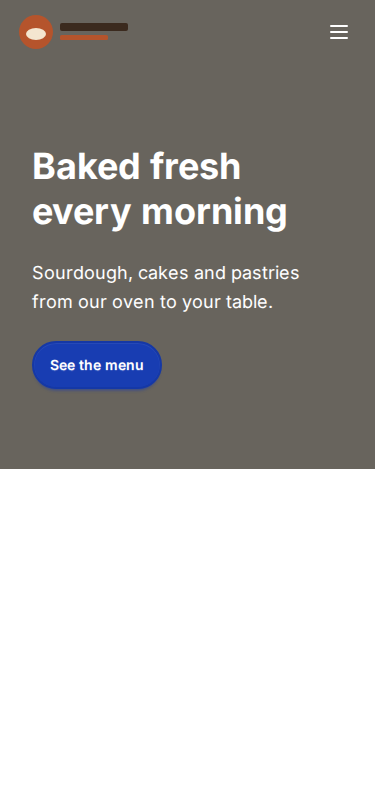 Baked fresh
every morning
Sourdough, cakes and pastries
from our oven to your table.
See the menu